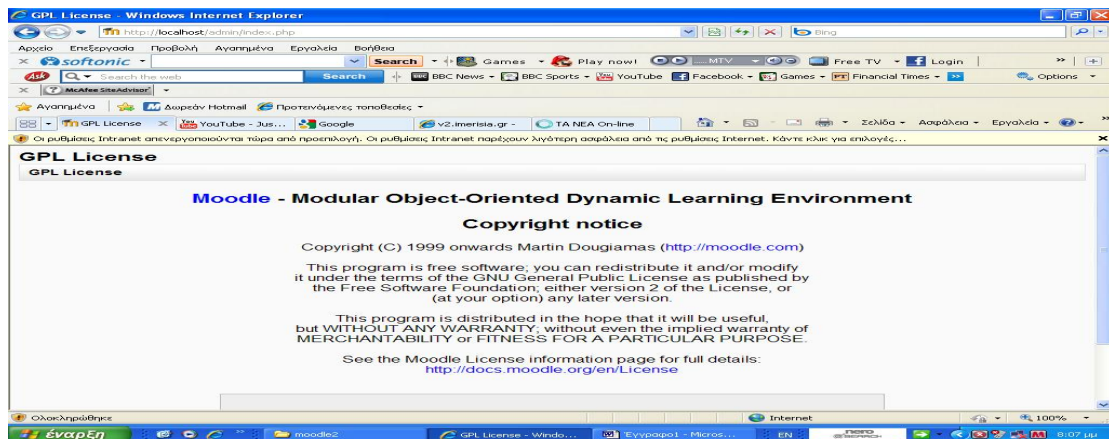 GPL License - Windows Internet Explorer
http://localhost/admin/index.php
Bing
Αρχείο Επεξεργασία Προβολή Αγαπημένα Εργαλεία Βοήθεια
softonic Search Games Play now! MTV Free TV Login
Ask Search the web Search BBC News BBC Sports YouTube Facebook Games Financial Times Options
McAfee SiteAdvisor
Αγαπημένα Δωρεάν Hotmail Προτεινόμενες τοποθεσίες
GPL License YouTube - Jus... Google v2.imerisia.gr - TA NEA On-line Σελίδα Ασφάλεια Εργαλεία
Οι ρυθμίσεις Intranet απενεργοποιούνται τώρα από προεπιλογή. Οι ρυθμίσεις Intranet παρέχουν λιγότερη ασφάλεια από τις ρυθμίσεις Internet. Κάντε κλικ για επιλογές...
GPL License
GPL License
Moodle - Modular Object-Oriented Dynamic Learning Environment
Copyright notice
Copyright (C) 1999 onwards Martin Dougiamas (http://moodle.com)
This program is free software; you can redistribute it and/or modify
it under the terms of the GNU General Public License as published by
the Free Software Foundation; either version 2 of the License, or
(at your option) any later version.
This program is distributed in the hope that it will be useful,
but WITHOUT ANY WARRANTY; without even the implied warranty of
MERCHANTABILITY or FITNESS FOR A PARTICULAR PURPOSE.
See the Moodle License information page for full details:
http://docs.moodle.org/en/License
Ολοκληρώθηκε Internet 100%
έναρξη moodle2 GPL License - Windo... Έγγραφο1 - Micros... EN nero 8:07 μμ